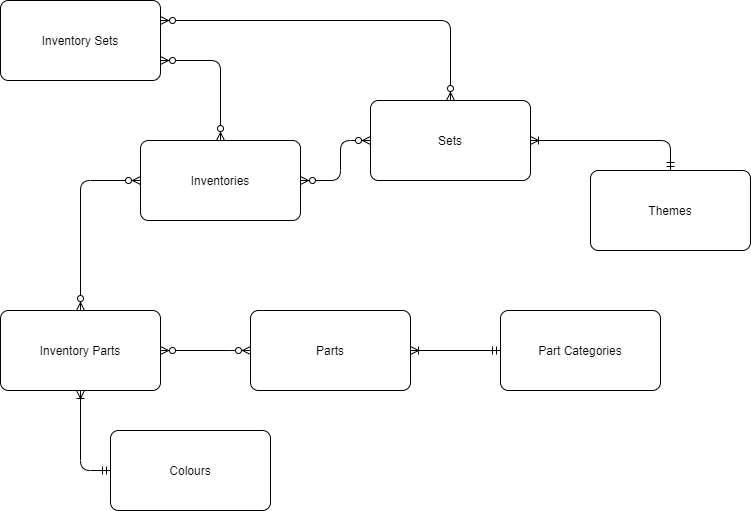 Inventory Sets
Sets
Inventories
Themes
Inventory Parts
Parts
Part Categories
Colours